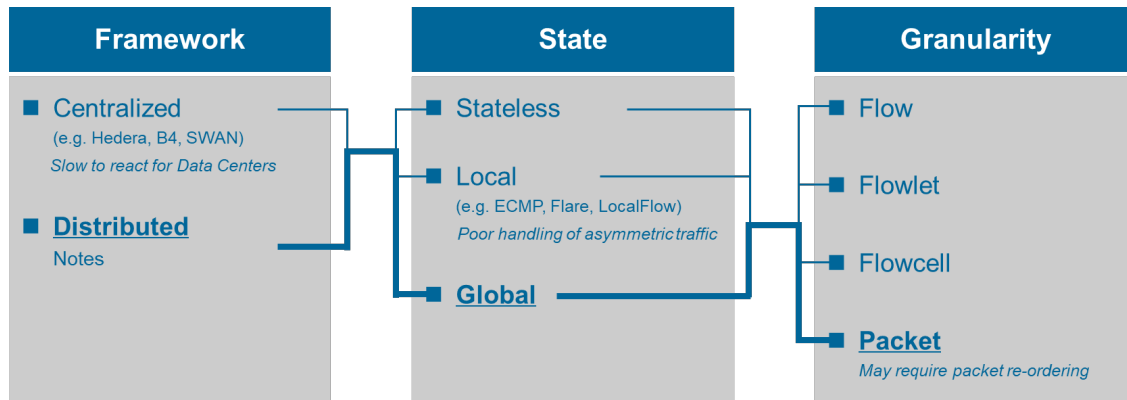 Framework
Centralized
(e.g. Hedera, B4, SWAN)
Slow to react for Data Centers
Distributed
Notes
State
Stateless
Local
(e.g. ECMP, Flare, LocalFlow)
Poor handling of asymmetric traffic
Global
Granularity
Flow
Flowlet
Flowcell
Packet
May require packet re-ordering